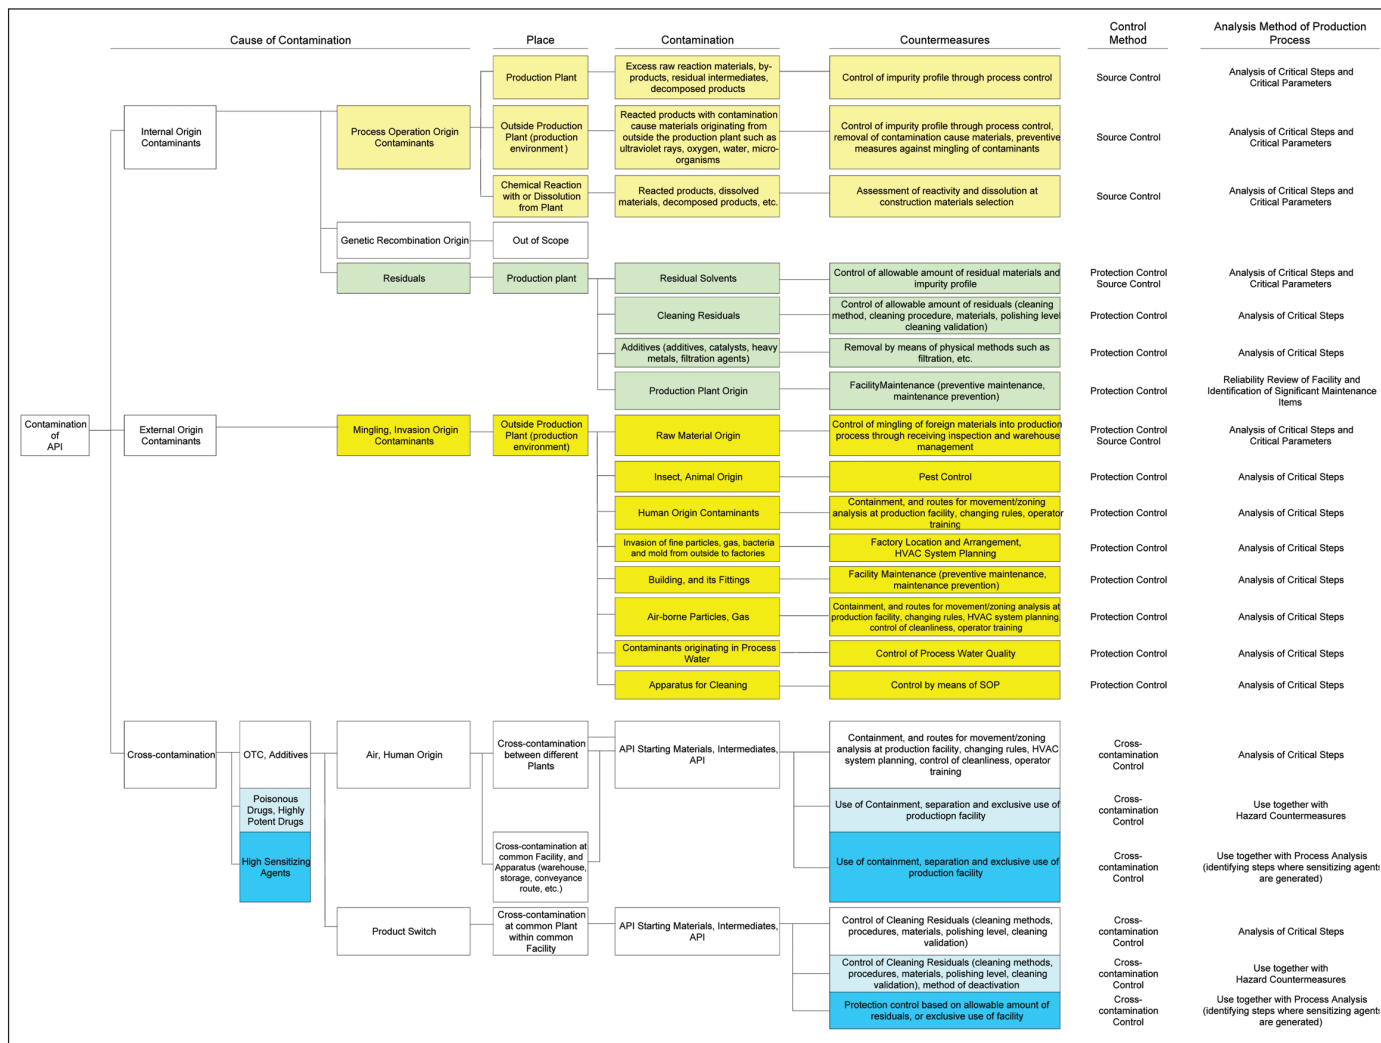 Cause of Contamination
Place
Contamination
Countermeasures
Control
Method
Analysis Method of Production
Process
Contamination
of
API
Internal Origin
Contaminants
Process Operation Origin
Contaminants
Production Plant
Excess raw reaction materials, by-
products, residual intermediates,
decomposed products
Control of impurity profile through process control
Source Control
Analysis of Critical Steps and
Critical Parameters
Outside Production
Plant (production
environment )
Reacted products with contamination
cause materials originating from
outside the production plant such as
ultraviolet rays, oxygen, water, micro-
organisms
Control of impurity profile through process control,
removal of contamination cause materials, preventive
measures against mingling of contaminants
Source Control
Analysis of Critical Steps and
Critical Parameters
Chemical Reaction
with or Dissolution
from Plant
Reacted products, dissolved
materials, decomposed products, etc.
Assessment of reactivity and dissolution at
construction materials selection
Source Control
Analysis of Critical Steps and
Critical Parameters
Genetic Recombination Origin
Out of Scope
Residuals
Production plant
Residual Solvents
Control of allowable amount of residual materials and
impurity profile
Protection Control
Source Control
Analysis of Critical Steps and
Critical Parameters
Cleaning Residuals
Control of allowable amount of residuals (cleaning
method, cleaning procedure, materials, polishing level
cleaning validation)
Protection Control
Analysis of Critical Steps
Additives (additives, catalysts, heavy
metals, filtration agents)
Removal by means of physical methods such as
filtration, etc.
Protection Control
Analysis of Critical Steps
Production Plant Origin
FacilityMaintenance (preventive maintenance,
maintenance prevention)
Protection Control
Reliability Review of Facility and
Identification of Significant Maintenance
Items
External Origin
Contaminants
Mingling, Invasion Origin
Contaminants
Outside Production
Plant (production
environment)
Raw Material Origin
Control of mingling of foreign materials into production
process through receiving inspection and warehouse
management
Protection Control
Source Control
Analysis of Critical Steps and
Critical Parameters
Insect, Animal Origin
Pest Control
Protection Control
Analysis of Critical Steps
Human Origin Contaminants
Containment, and routes for movement/zoning
analysis at production facility, changing rules, operator
training
Protection Control
Analysis of Critical Steps
Invasion of fine particles, gas, bacteria
and mold from outside to factories
Factory Location and Arrangement,
HVAC System Planning
Protection Control
Analysis of Critical Steps
Building, and its Fittings
Facility Maintenance (preventive maintenance,
maintenance prevention)
Protection Control
Analysis of Critical Steps
Air-borne Particles, Gas
Containment, and routes for movement/zoning analysis at
production facility, changing rules, HVAC system planning,
control of cleanliness, operator training
Protection Control
Analysis of Critical Steps
Contaminants originating in Process
Water
Control of Process Water Quality
Protection Control
Analysis of Critical Steps
Apparatus for Cleaning
Control by means of SOP
Protection Control
Analysis of Critical Steps
Cross-contamination
OTC, Additives
Poisonous
Drugs, Highly
Potent Drugs
High Sensitizing
Agents
Air, Human Origin
Cross-contamination
between different
Plants
Cross-contamination at
common Facility, and
Apparatus (warehouse,
storage, conveyance
route, etc.)
API Starting Materials, Intermediates,
API
Containment, and routes for movement/zoning
analysis at production facility, changing rules, HVAC
system planning, control of cleanliness, operator
training
Cross-
contamination
Control
Analysis of Critical Steps
Use of Containment, separation and exclusive use of
productiopn facility
Cross-
contamination
Control
Use together with
Hazard Countermeasures
Use of containment, separation and exclusive use of
production facility
Cross-
contamination
Control
Use together with Process Analysis
(identifying steps where sensitizing agents
are generated)
Product Switch
Cross-contamination
at common Plant
within common
Facility
API Starting Materials, Intermediates,
API
Control of Cleaning Residuals (cleaning methods,
procedures, materials, polishing level, cleaning
validation)
Cross-
contamination
Control
Analysis of Critical Steps
Control of Cleaning Residuals (cleaning methods,
procedures, materials, polishing level, cleaning
validation), method of deactivation
Cross-
contamination
Control
Use together with
Hazard Countermeasures
Protection control based on allowable amount of
residuals, or exclusive use of facility
Cross-
contamination
Control
Use together with Process Analysis
(identifying steps where sensitizing agents
are generated)